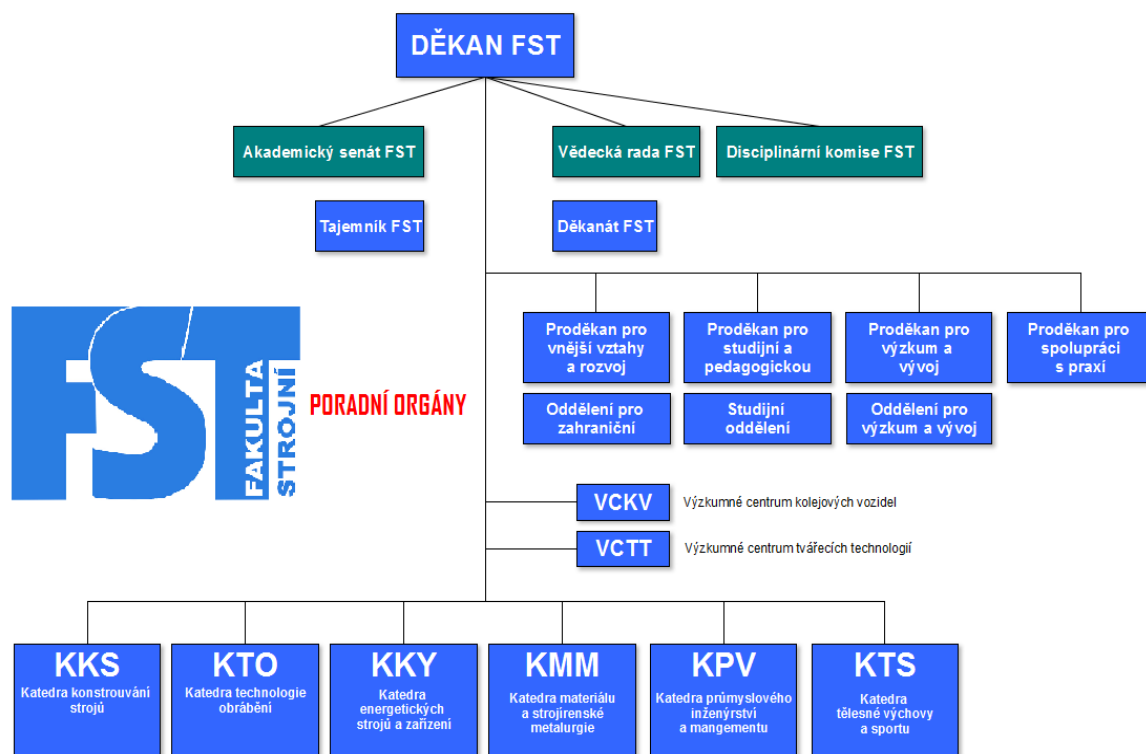 DĚKAN FST
Akademický senát FST
Vědecká rada FST
Disciplinární komise FST
Tajemník FST
Děkanát FST
Proděkan pro
vnější vztahy
a rozvoj
Proděkan pro
studijní a
pedagogickou
Proděkan pro
výzkum a
vývoj
Proděkan pro
spolupráci
s praxí
Oddělení pro
zahraniční
Studijní
oddělení
Oddělení pro
výzkum a vývoj
FST
FAKULTA
STROJNÍ
PORADNÍ ORGÁNY
VCKV
Výzkumné centrum kolejových vozidel
VCTT
Výzkumné centrum tvářecích technologií
KKS
Katedra konstrouvání
strojů
KTO
Katedra technologie
obrábění
KKY
Katedra
energetických
strojů a zařízení
KMM
Katedra materiálu
a strojírenské
metalurgie
KPV
Katedra průmyslového
inženýrství
a mangementu
KTS
Katedra
tělesné výchovy
a sportu